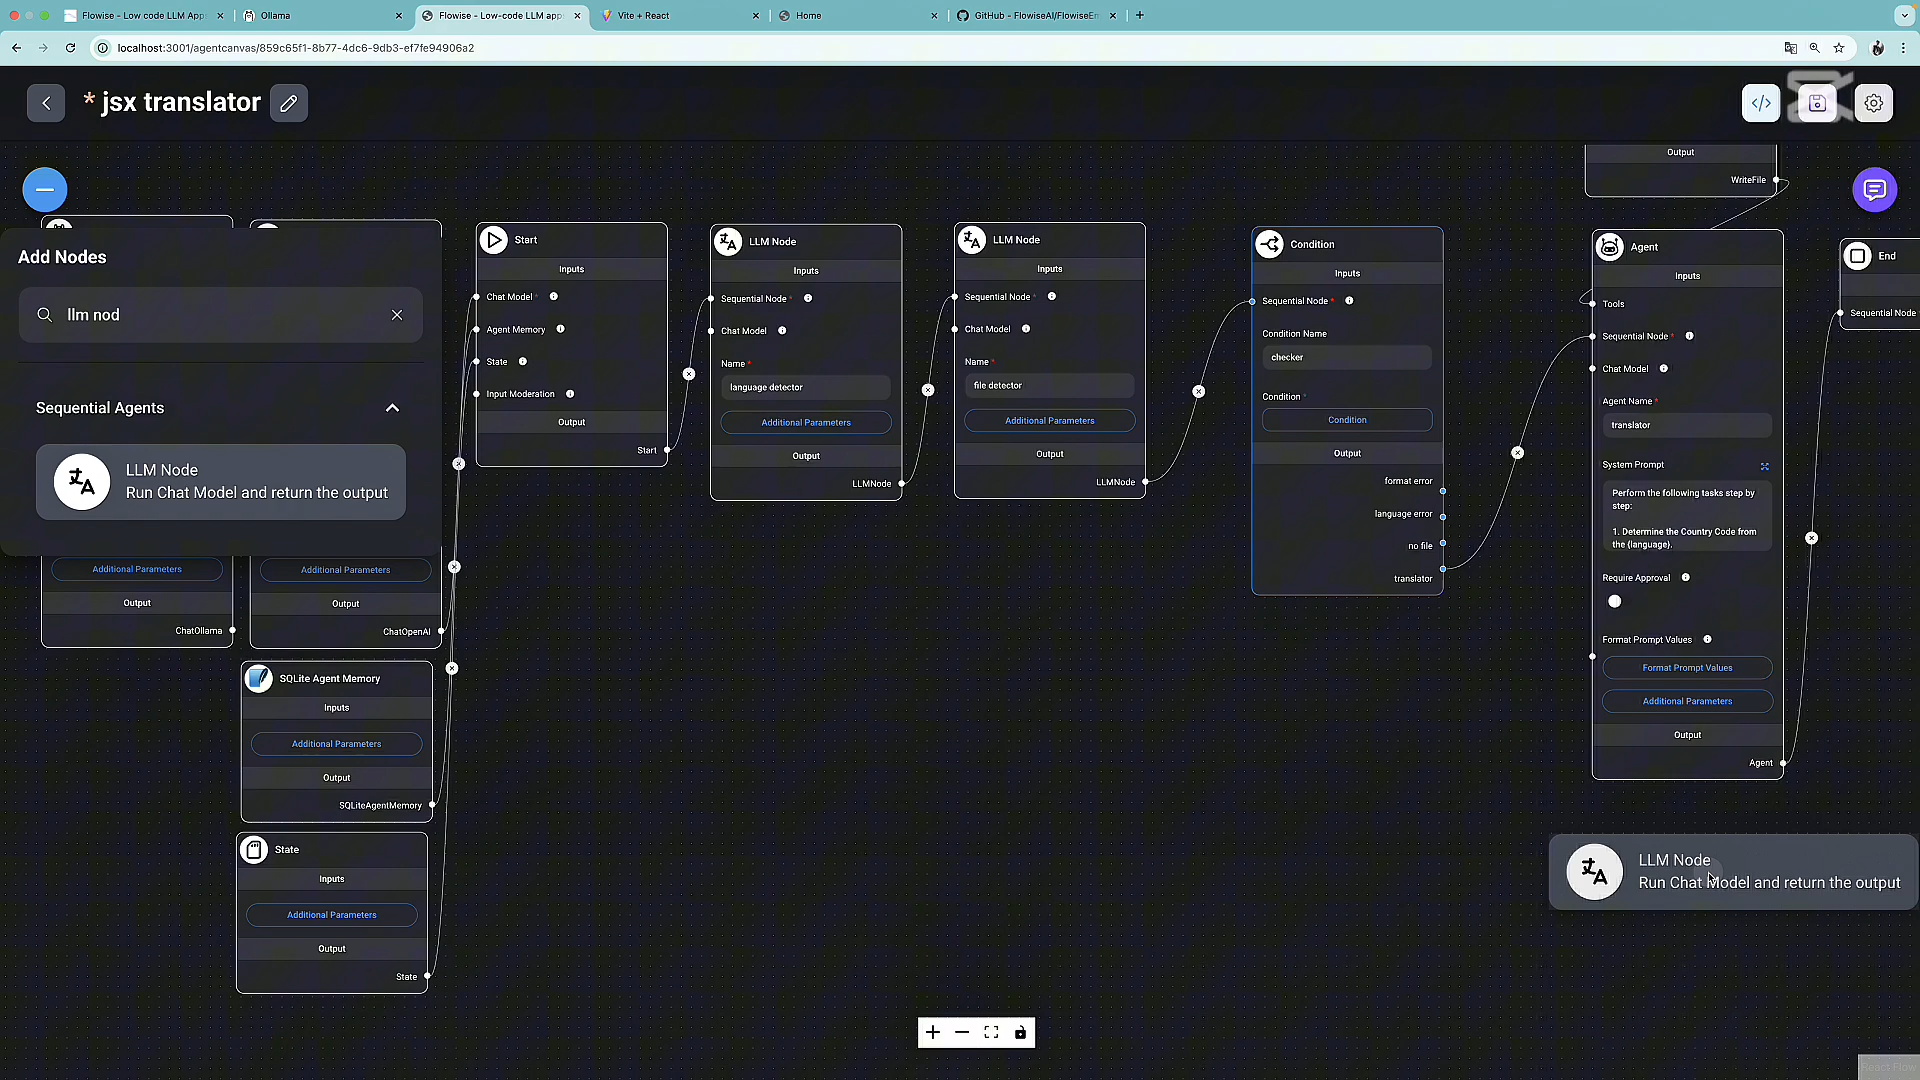 Flowise - Low code LLM Apps
Ollama
Flowise - Low-code LLM apps
Vite + React
Home
GitHub - FlowiseAI/FlowiseEm
localhost:3001/agentcanvas/859c65f1-8b77-4dc6-9db3-ef7fe94906a2
* jsx translator
Add Nodes
llm nod
Sequential Agents
LLM Node
Run Chat Model and return the output
Additional Parameters
Output
ChatOllama
Additional Parameters
Output
ChatOpenAI
SQLite Agent Memory
Inputs
Additional Parameters
Output
SQLiteAgentMemory
State
Inputs
Additional Parameters
Output
State
Start
Inputs
Chat Model *
Agent Memory
State
Input Moderation
Output
Start
LLM Node
Inputs
Sequential Node *
Chat Model
Name *
language detector
Additional Parameters
Output
LLMNode
LLM Node
Inputs
Sequential Node *
Chat Model
Name *
file detector
Additional Parameters
Output
LLMNode
Condition
Inputs
Sequential Node *
Condition Name
checker
Condition *
Condition
Output
format error
language error
no file
translator
Output
WriteFile
Agent
Inputs
Tools
Sequential Node *
Chat Model
Agent Name *
translator
System Prompt
Perform the following tasks step by
step:
1. Determine the Country Code from
the {language}.
Require Approval
Format Prompt Values
Format Prompt Values
Additional Parameters
Output
Agent
End
Sequential Node
LLM Node
Run Chat Model and return the output
React Flow